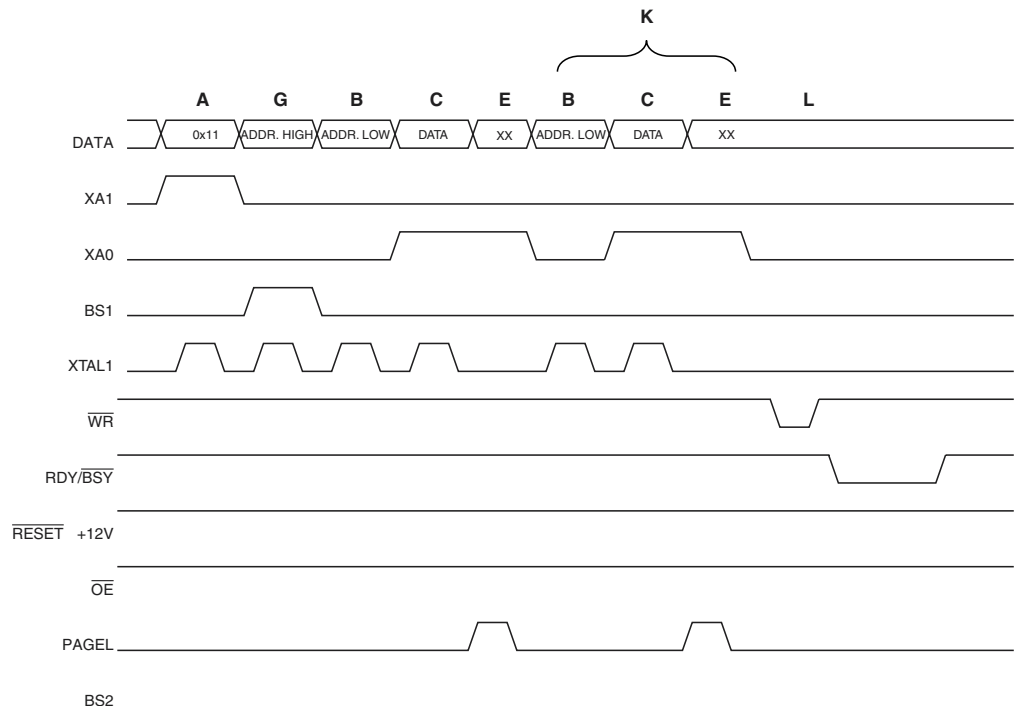 K
A G B C E B C E L
DATA 0x11 ADDR. HIGH ADDR. LOW DATA XX ADDR. LOW DATA XX
XA1
XA0
BS1
XTAL1
WR
RDY/BSY
RESET +12V
OE
PAGEL
BS2